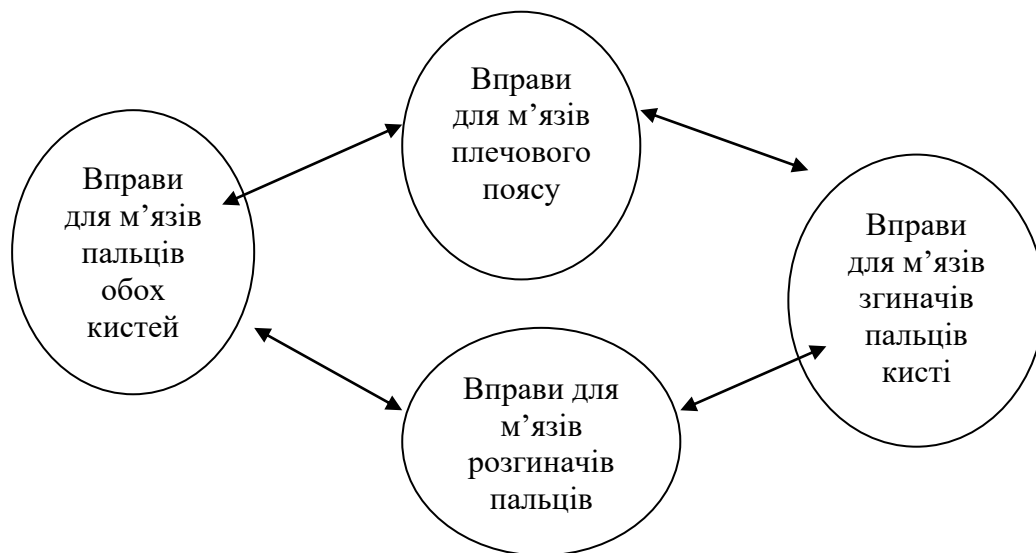 Вправи
для м’язів
плечового
поясу
Вправи
для м’язів
пальців
обох
кистей
Вправи
для м’язів
згиначів
пальців
кисті
Вправи для
м’язів
розгиначів
пальців